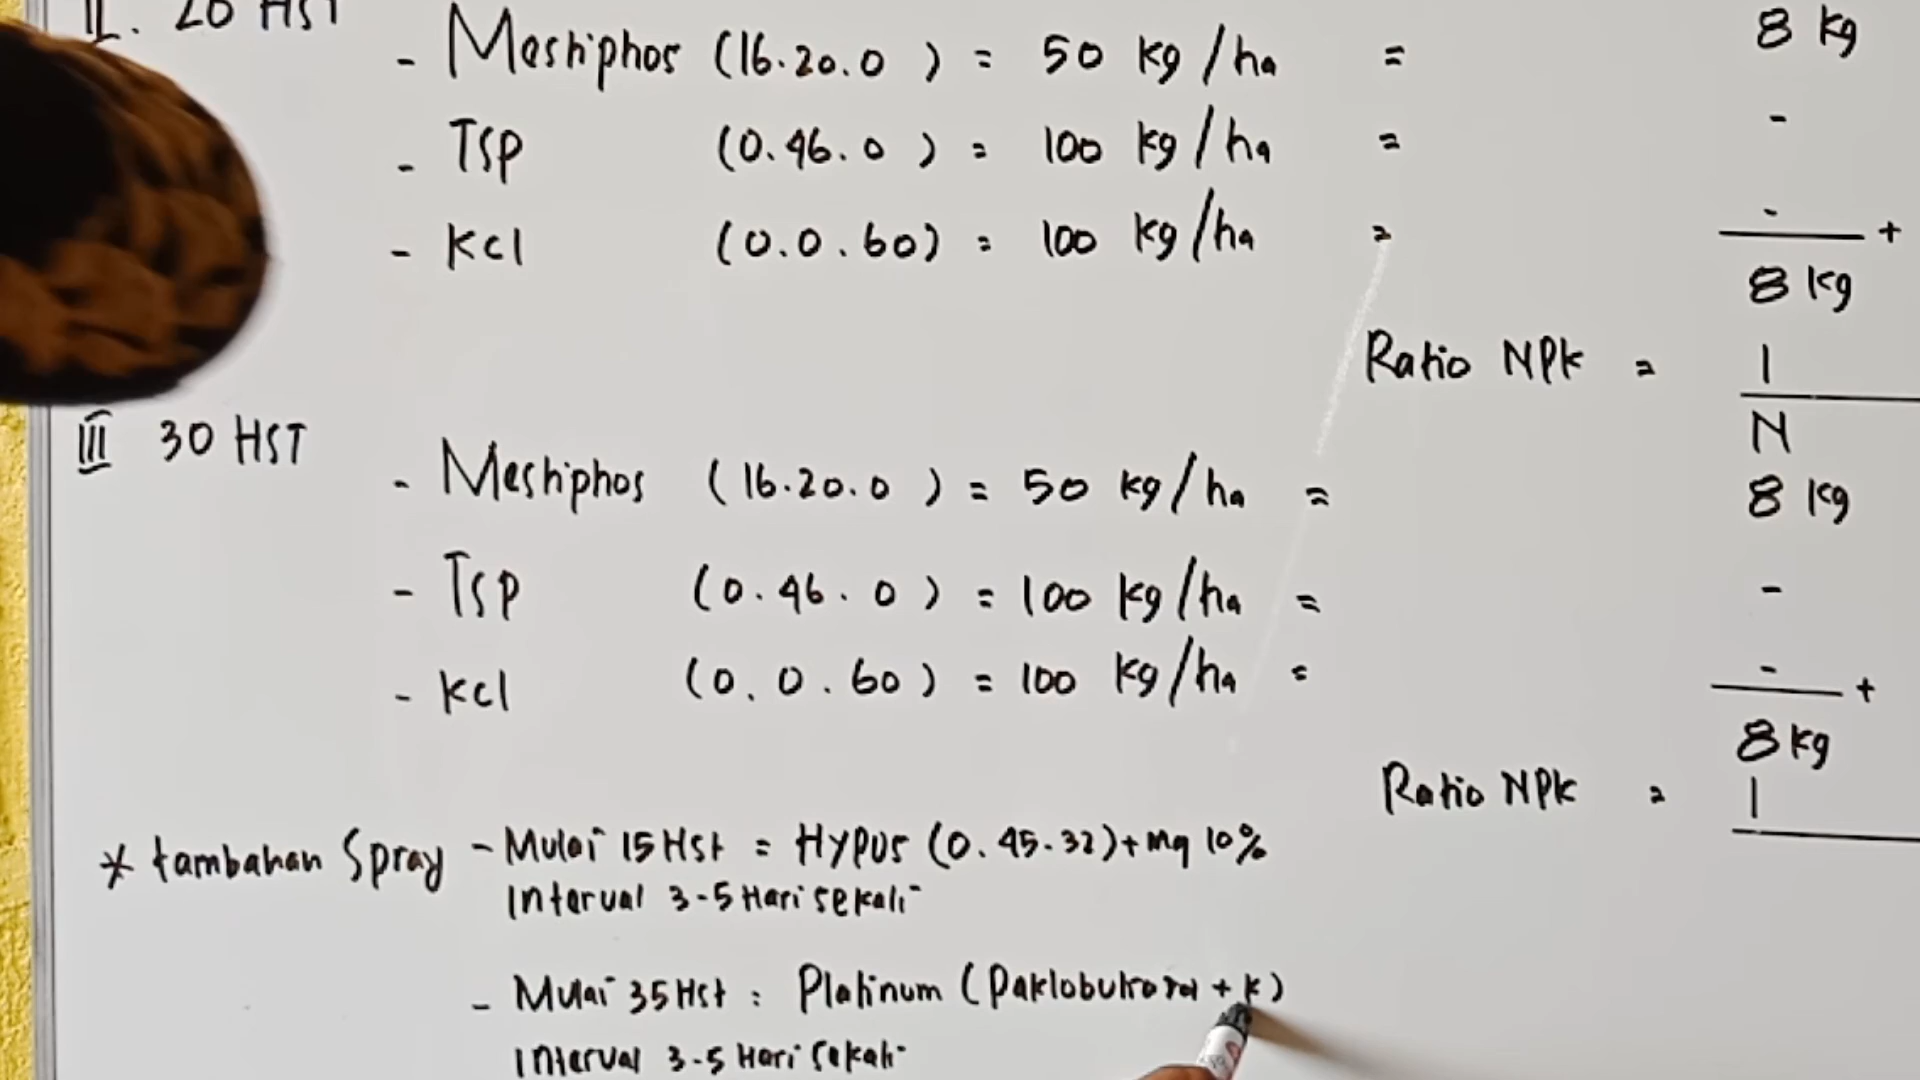 II. 20 HST
- Mestiphos (16.20.0) = 50 kg/ha = 8 kg
- TSP (0.46.0) = 100 kg/ha = -
- Kcl (0.0.60) = 100 kg/ha = - +
8 kg
Ratio NPK = 1
N
III 30 HST
- Mestiphos (16.20.0) = 50 kg/ha = 8 kg
- TSP (0.46.0) = 100 kg/ha = -
- Kcl (0.0.60) = 100 kg/ha = - +
8 kg
Ratio NPK = 1
* tambahan Spray - Mulai 15 Hst = HYPOS (0.45.32) + Mg 10%
Interval 3-5 Hari sekali
- Mulai 35 Hst : Platinum (Paklobutrazol + K)
Interval 3-5 Hari sekali